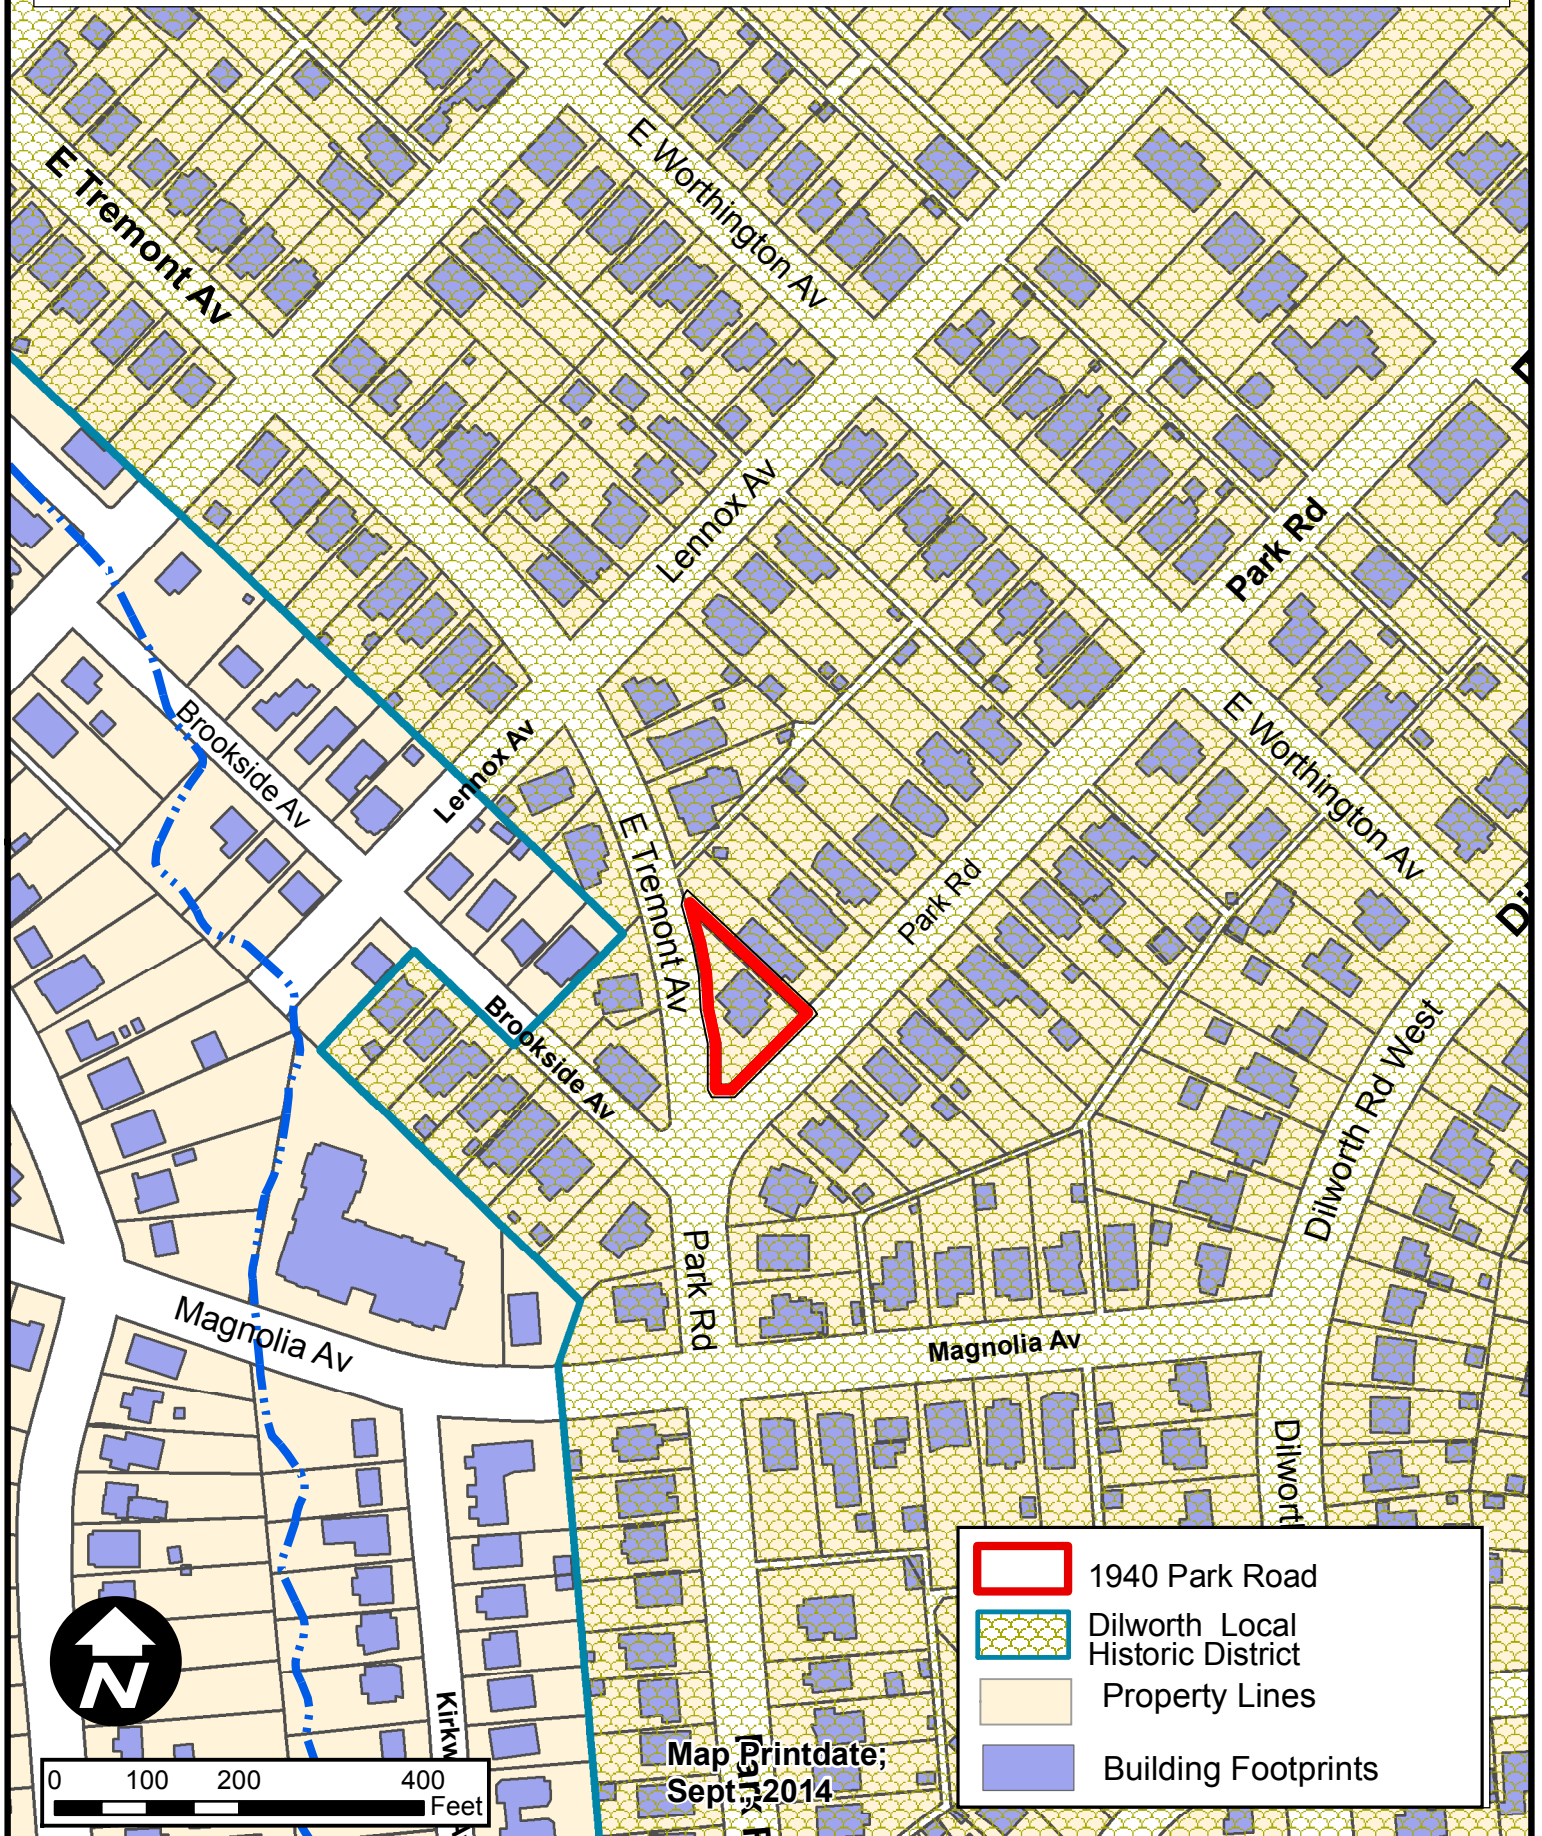 E Worthington Av
E Tremont Av
Lennox Av
Park Rd
Brookside Av
Lennox Av
E Worthington Av
E Tremont Av
Park Rd
Brookside Av
Dilworth Rd West
Park Rd
Magnolia Av
Magnolia Av
1940 Park Road
Dilworth Local
Historic District
Property Lines
Building Footprints
N
Map Printdate;
Sept., 2014
0 100 200 400
Feet